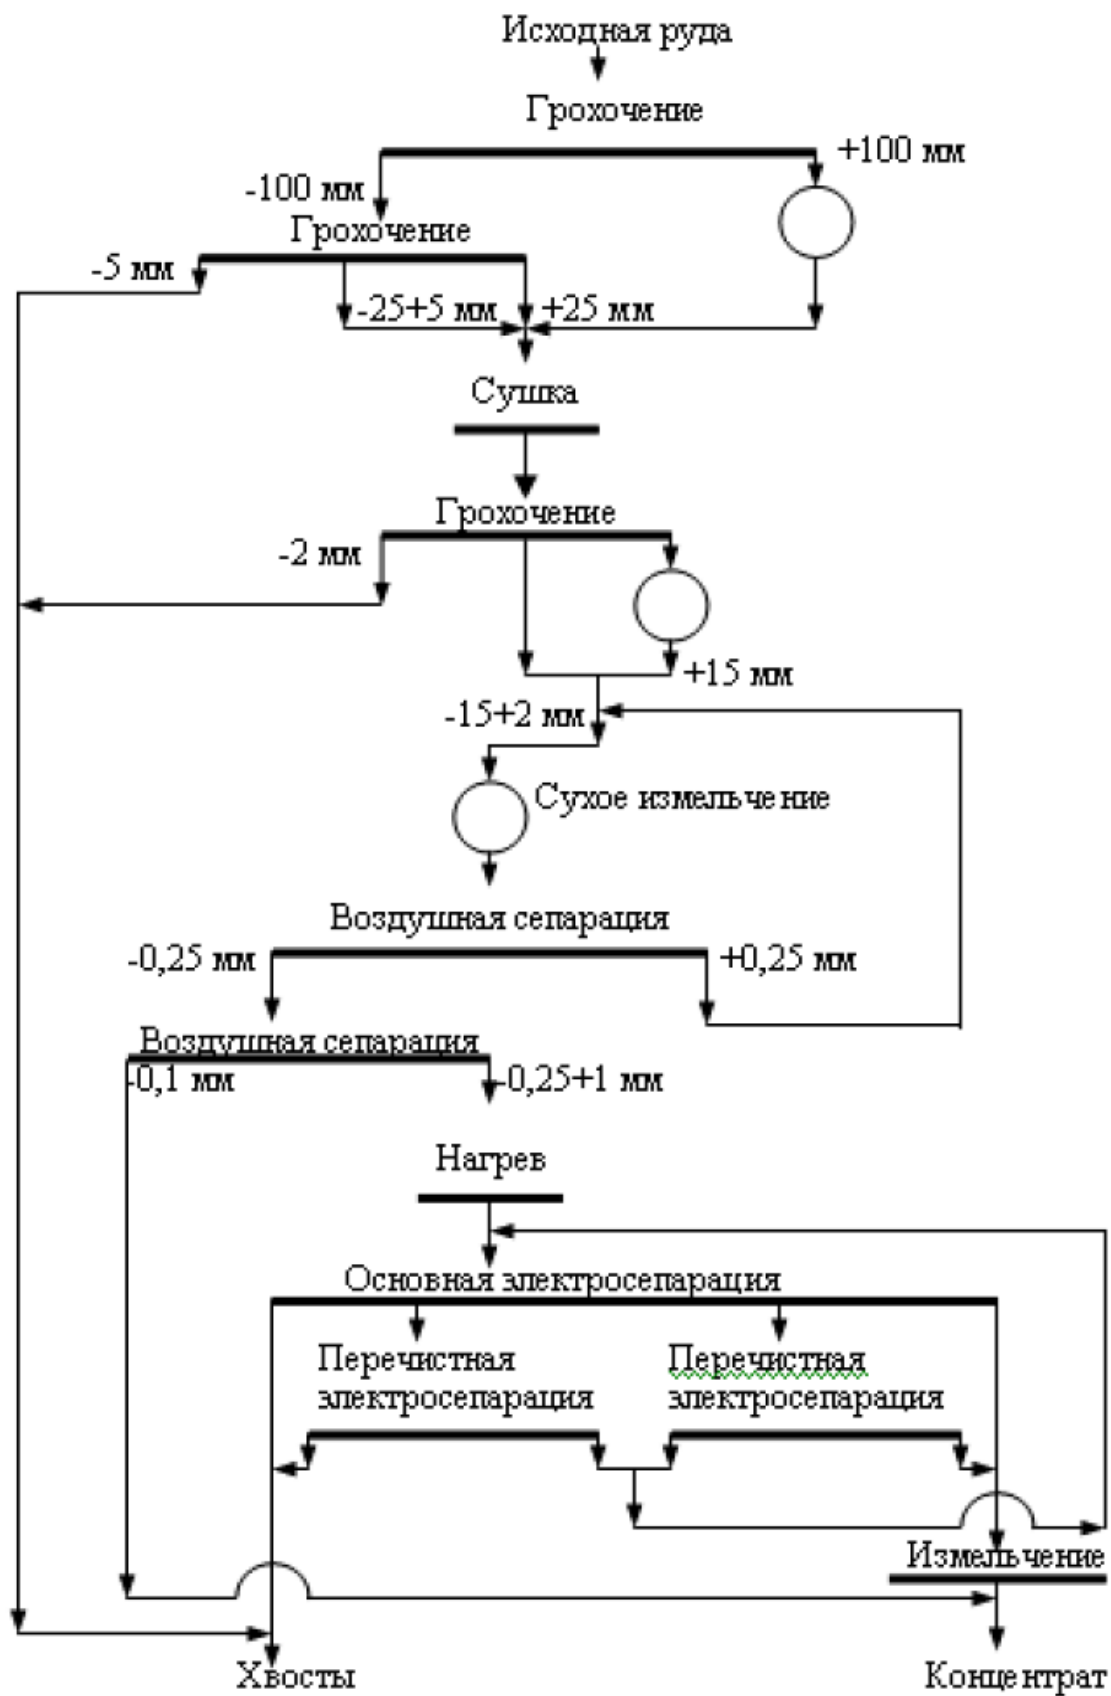 Исходная руда
Грохочение
+100 мм
-100 мм
Грохочение
-5 мм
-25+5 мм
+25 мм
Сушка
Грохочение
-2 мм
+15 мм
-15+2 мм
Сухое измельчение
Воздушная сепарация
-0,25 мм
+0,25 мм
Воздушная сепарация
-0,1 мм
-0,25+1 мм
Нагрев
Основная электросепарация
Перечистная
электросепарация
Перечистная
электросепарация
Измельчение
Хвосты
Концентрат